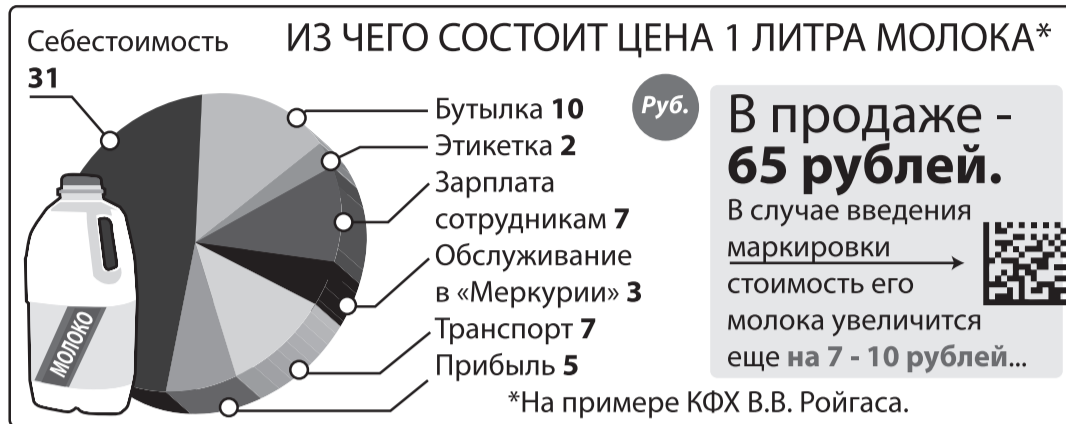 ИЗ ЧЕГО СОСТОИТ ЦЕНА 1 ЛИТРА МОЛОКА*
Себестоимость
31
Бутылка 10
Этикетка 2
Зарплата
сотрудникам 7
Обслуживание
в «Меркурии» 3
Транспорт 7
Прибыль 5
МОЛОКО
Руб.
В продаже -
65 рублей.
В случае введения
маркировки
стоимость его
молока увеличится
еще на 7 - 10 рублей...
*На примере КФХ В.В. Ройгаса.